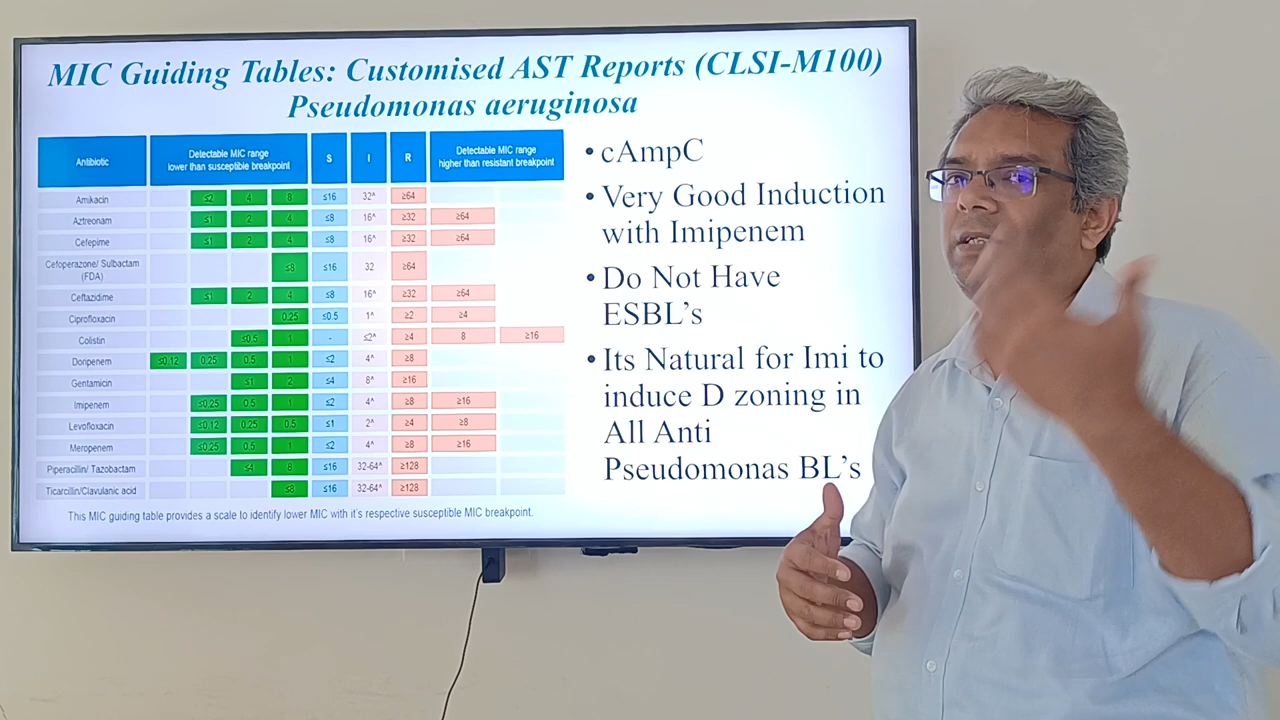 MIC Guiding Tables: Customised AST Reports (CLSI-M100)
Pseudomonas aeruginosa
Antibiotic Detectable MIC range lower than susceptible breakpoint S I R Detectable MIC range higher than resistant breakpoint
Amikacin ≤2 4 8 ≤16 32^ ≥64
Aztreonam ≤1 2 4 ≤8 16^ ≥32 ≥64
Cefepime ≤1 2 4 ≤8 16^ ≥32 ≥64
Cefoperazone/ Sulbactam (FDA) ≤8 ≤16 32 ≥64
Ceftazidime ≤1 2 4 ≤8 16^ ≥32 ≥64
Ciprofloxacin 0.25 ≤0.5 1^ ≥2 ≥4
Colistin ≤0.5 1 - ≤2^ ≥4 8 ≥16
Doripenem ≤0.12 0.25 0.5 1 ≤2 4^ ≥8
Gentamicin ≤1 2 ≤4 8^ ≥16
Imipenem ≤0.25 0.5 1 ≤2 4^ ≥8 ≥16
Levofloxacin ≤0.12 0.25 0.5 ≤1 2^ ≥4 ≥8
Meropenem ≤0.25 0.5 1 ≤2 4^ ≥8 ≥16
Piperacillin/ Tazobactam ≤4 8 ≤16 32-64^ ≥128
Ticarcillin/Clavulanic acid ≤8 ≤16 32-64^ ≥128
This MIC guiding table provides a scale to identify lower MIC with it's respective susceptible MIC breakpoint.
• cAmpC
• Very Good Induction
with Imipenem
• Do Not Have
ESBL's
• Its Natural for Imi to
induce D zoning in
All Anti
Pseudomonas BL's